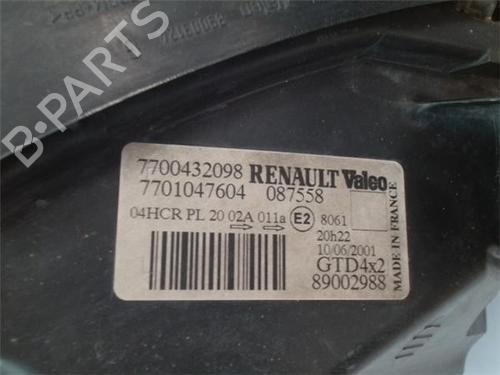 B-PARTS
7700432098 RENAULT Valeo
7701047604 087558
04HCR PL 20 02A 011a E2 8061
20h22
10/06/2001
GTD4x2
89002988
MADE IN FRANCE